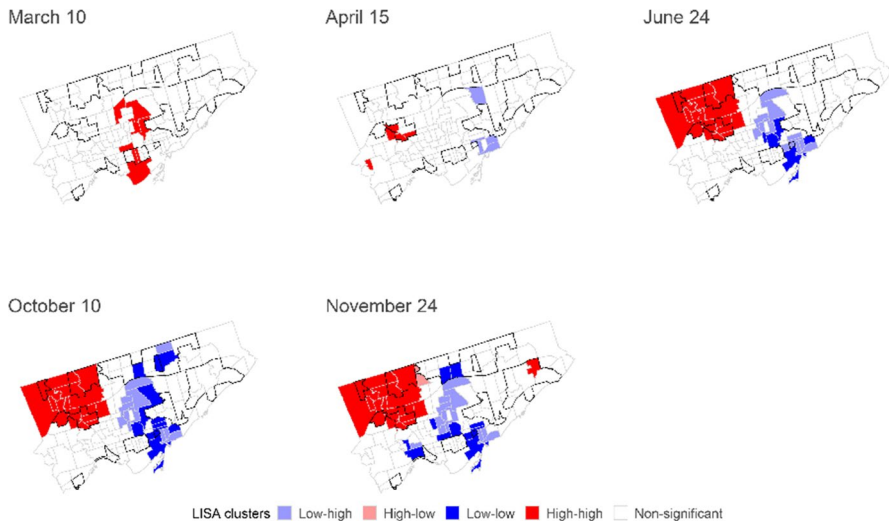 March 10
April 15
June 24
October 10
November 24
LISA clusters Low-high High-low Low-low High-high Non-significant